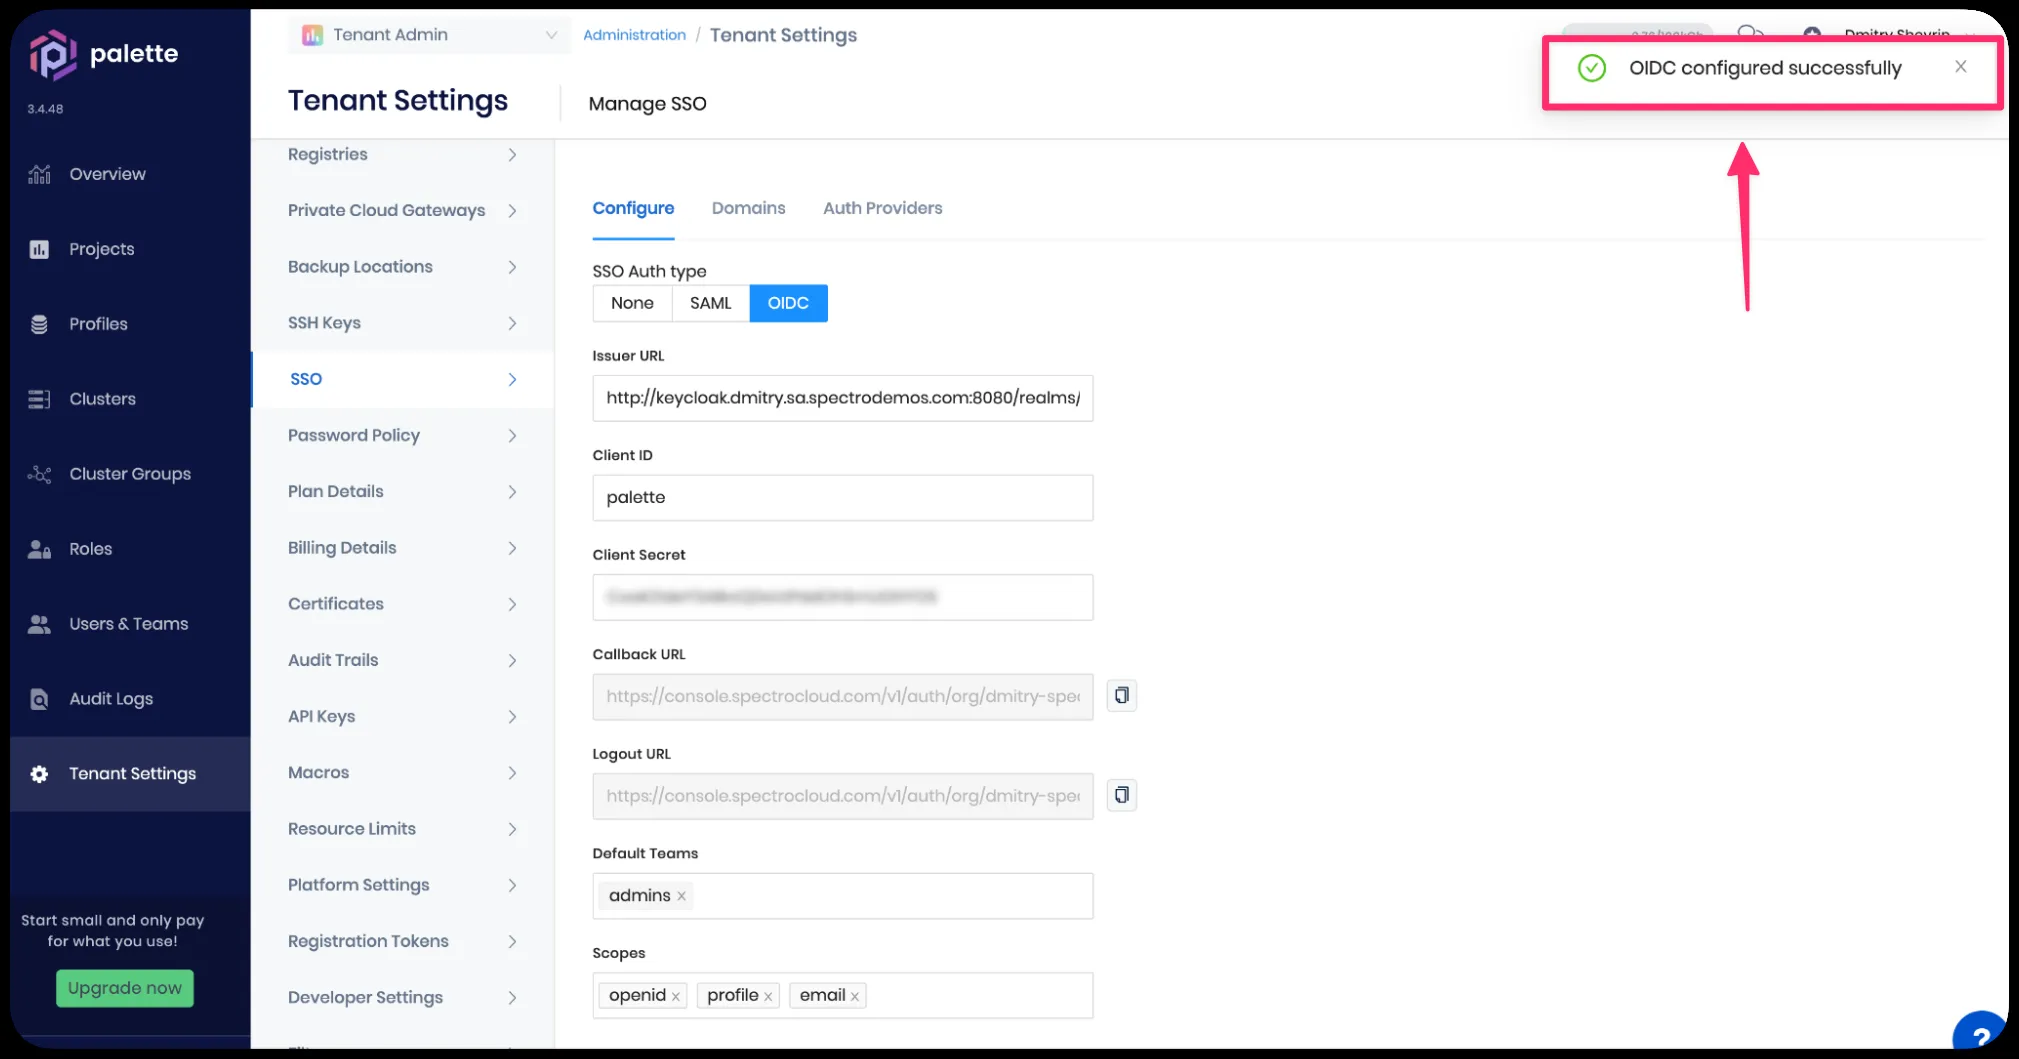 palette
3.4.48
Overview
Projects
Profiles
Clusters
Cluster Groups
Roles
Users & Teams
Audit Logs
Tenant Settings
Start small and only pay
for what you use!
Upgrade now
Tenant Admin
Administration / Tenant Settings
Dmitry Shevrin
Tenant Settings
Manage SSO
OIDC configured successfully
Registries
Private Cloud Gateways
Backup Locations
SSH Keys
SSO
Password Policy
Plan Details
Billing Details
Certificates
Audit Trails
API Keys
Macros
Resource Limits
Platform Settings
Registration Tokens
Developer Settings
Configure
Domains
Auth Providers
SSO Auth type
None
SAML
OIDC
Issuer URL
http://keycloak.dmitry.sa.spectrodemos.com:8080/realms/
Client ID
palette
Client Secret
Callback URL
https://console.spectrocloud.com/v1/auth/org/dmitry-spec
Logout URL
https://console.spectrocloud.com/v1/auth/org/dmitry-spec
Default Teams
admins ×
Scopes
openid ×
profile ×
email ×
?